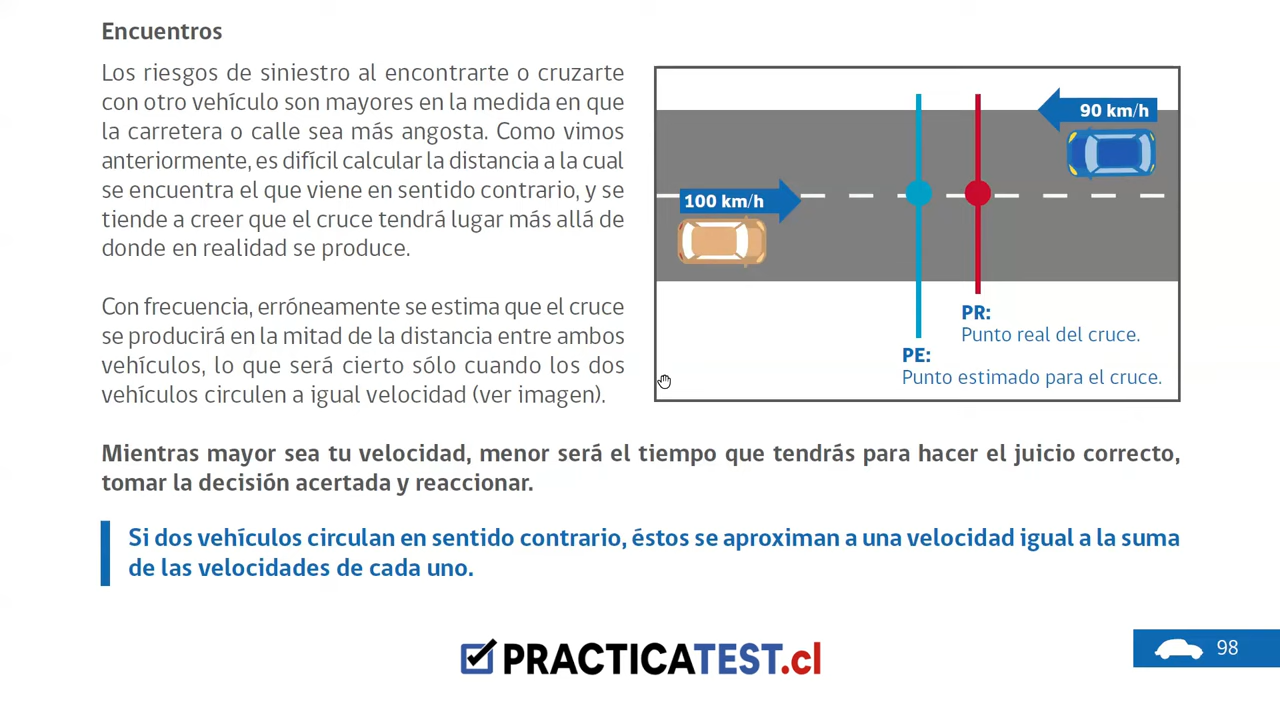 Encuentros
Los riesgos de siniestro al encontrarte o cruzarte
con otro vehículo son mayores en la medida en que
la carretera o calle sea más angosta. Como vimos
anteriormente, es difícil calcular la distancia a la cual
se encuentra el que viene en sentido contrario, y se
tiende a creer que el cruce tendrá lugar más allá de
donde en realidad se produce.
Con frecuencia, erróneamente se estima que el cruce
se producirá en la mitad de la distancia entre ambos
vehículos, lo que será cierto sólo cuando los dos
vehículos circulen a igual velocidad (ver imagen).
90 km/h
100 km/h
PR:
Punto real del cruce.
PE:
Punto estimado para el cruce.
Mientras mayor sea tu velocidad, menor será el tiempo que tendrás para hacer el juicio correcto,
tomar la decisión acertada y reaccionar.
Si dos vehículos circulan en sentido contrario, éstos se aproximan a una velocidad igual a la suma
de las velocidades de cada uno.
PRACTICATEST.cl
98